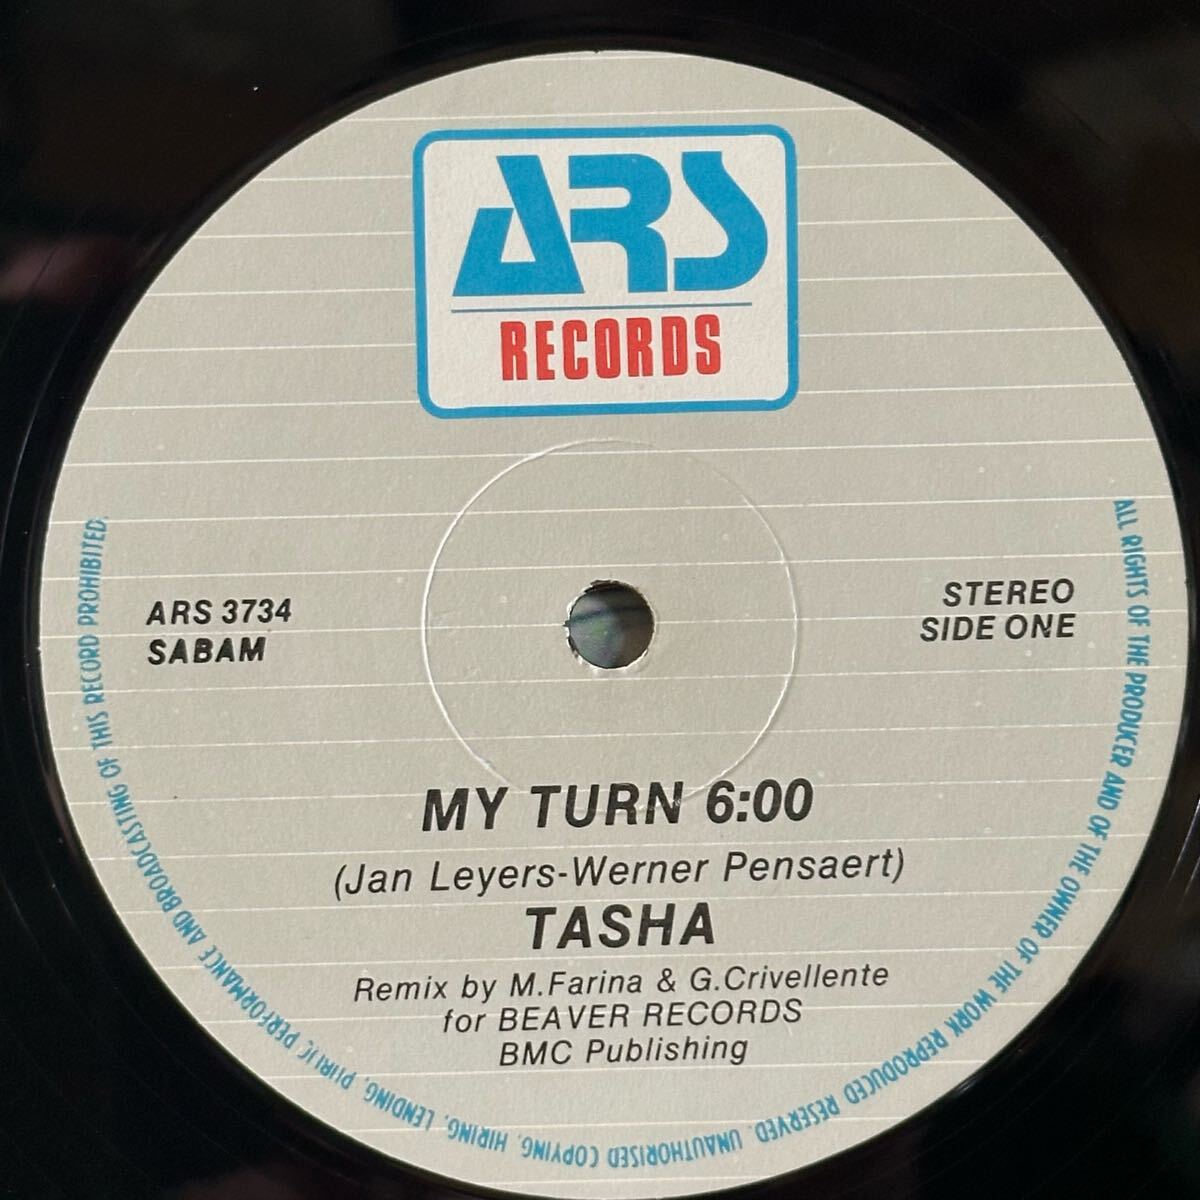 ARS
RECORDS
ARS 3734
SABAM
STEREO
SIDE ONE
MY TURN 6:00
(Jan Leyers-Werner Pensaert)
TASHA
Remix by M.Farina & G.Crivellente
for BEAVER RECORDS
BMC Publishing
ALL RIGHTS OF THE PRODUCER AND OF THE OWNER OF THE WORK REPRODUCED RESERVED. UNAUTHORISED COPYING, HIRING, LENDING, PUBLIC PERFORMANCE AND BROADCASTING OF THIS RECORD PROHIBITED.